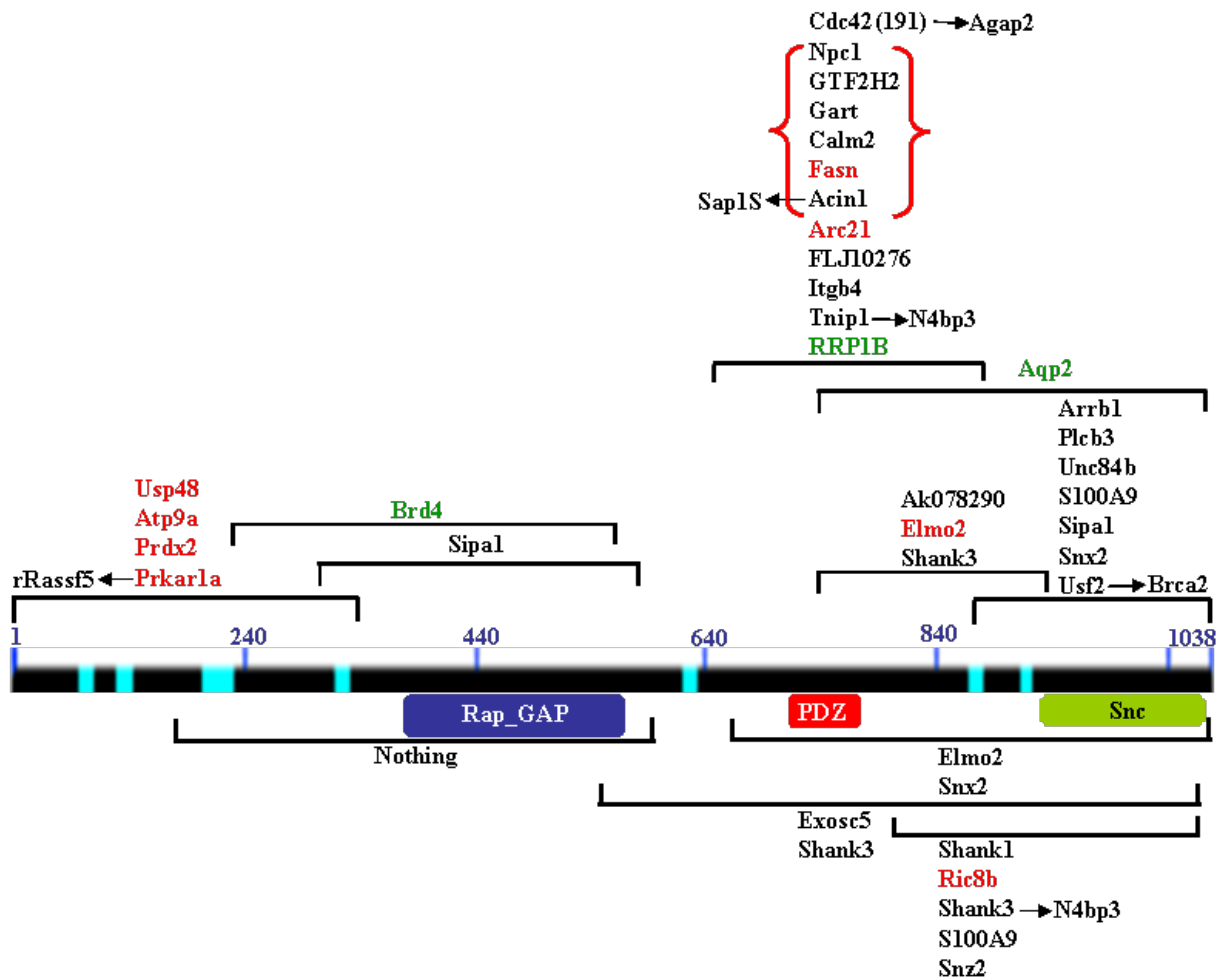 Cdc42 (191) → Agap2
Npc1
GTF2H2
Gart
Calm2
Fasn
Sap1S ← Acin1
Arc21
FLJ10276
Itgb4
Tnip1 → N4bp3
RRP1B
Aqp2
Arrb1
Plcb3
Unc84b
S100A9
Sipa1
Snx2
Usf2 → Brca2
Ak078290
Elmo2
Shank3
Usp48
Atp9a
Prdx2
rRassf5 ← Prkar1a
Brd4
Sipa1
1 240 440 640 840 1038
Rap_GAP PDZ Snc
Nothing
Elmo2
Snx2
Exosc5
Shank3
Shank1
Ric8b
Shank3 → N4bp3
S100A9
Snz2